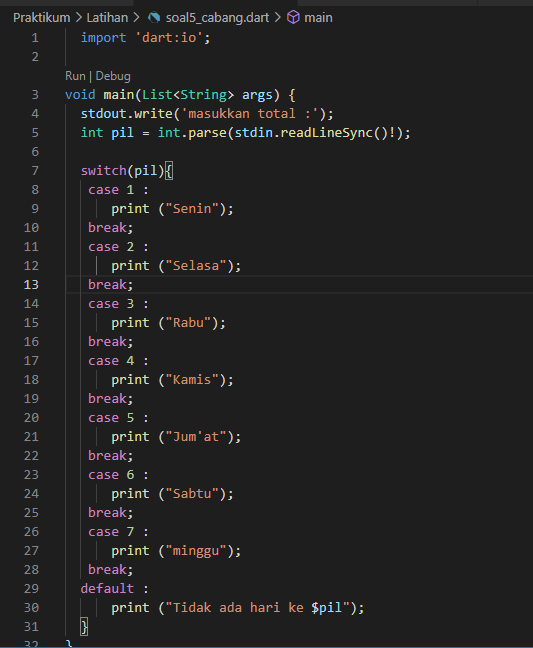 Praktikum > Latihan > soal5_cabang.dart > main
1 import 'dart:io';
2
Run | Debug
3 void main(List<String> args) {
4 stdout.write('masukkan total :');
5 int pil = int.parse(stdin.readLineSync()!);
6
7 switch(pil){
8 case 1 :
9 print ("Senin");
10 break;
11 case 2 :
12 print ("Selasa");
13 break;
14 case 3 :
15 print ("Rabu");
16 break;
17 case 4 :
18 print ("Kamis");
19 break;
20 case 5 :
21 print ("Jum'at");
22 break;
23 case 6 :
24 print ("Sabtu");
25 break;
26 case 7 :
27 print ("minggu");
28 break;
29 default :
30 print ("Tidak ada hari ke $pil");
31 }
32 }